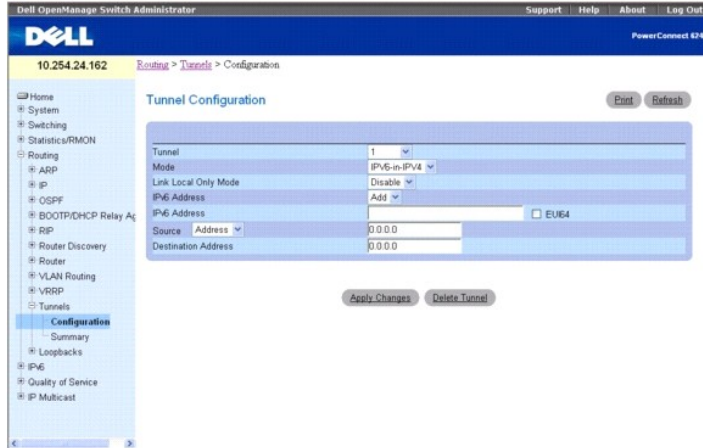 Dell OpenManage Switch Administrator
Support Help About Log Out
DELL
PowerConnect 624
10.254.24.162
Routing > Tunnels > Configuration
Home
System
Switching
Statistics/RMON
Routing
ARP
IP
OSPF
BOOTP/DHCP Relay Ag
RIP
Router Discovery
Router
VLAN Routing
VRRP
Tunnels
Configuration
Summary
Loopbacks
IPv6
Quality of Service
IP Multicast
Tunnel Configuration
Print Refresh
Tunnel 1
Mode IPV6-in-IPV4
Link Local Only Mode Disable
IPv6 Address Add
IPv6 Address EUI64
Source Address 0.0.0.0
Destination Address 0.0.0.0
Apply Changes Delete Tunnel